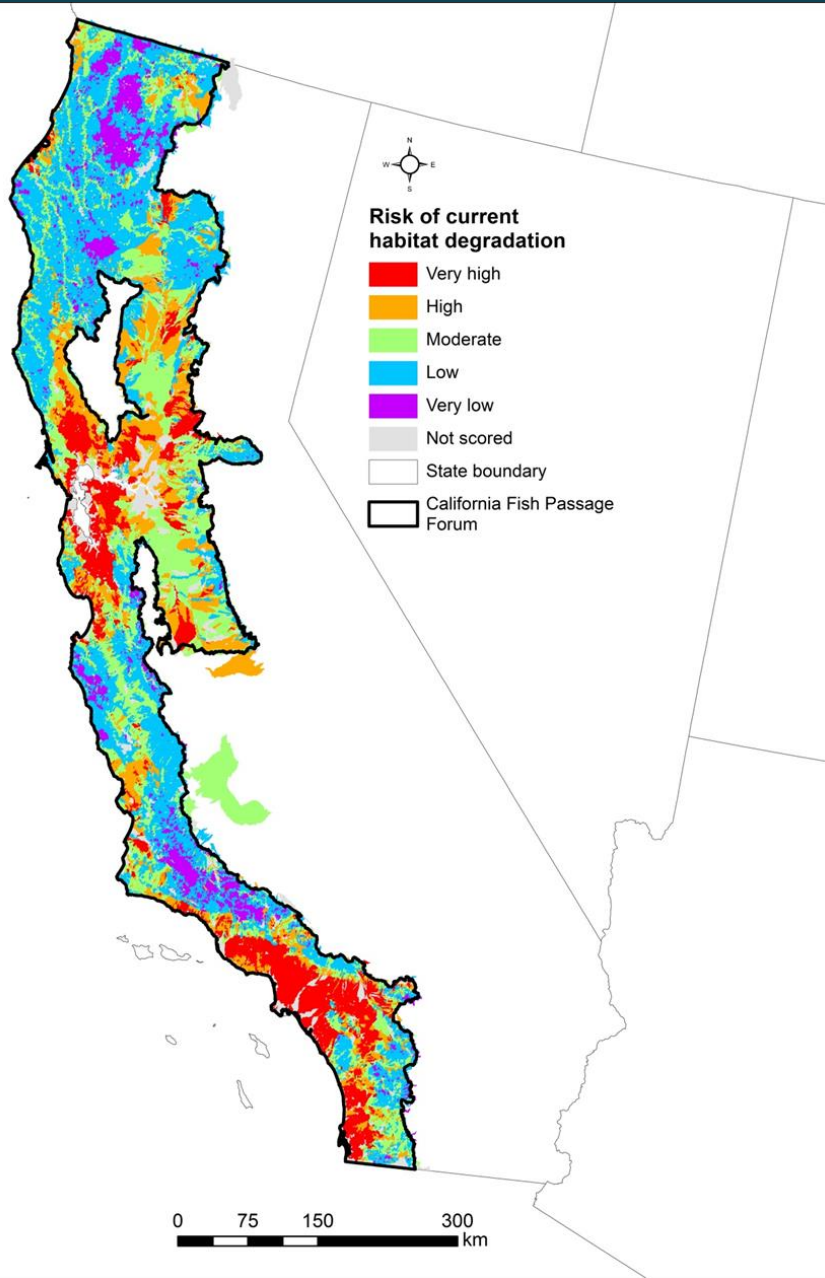 N
W E
S
Risk of current
habitat degradation
Very high
High
Moderate
Low
Very low
Not scored
State boundary
California Fish Passage
Forum
0 75 150 300
km